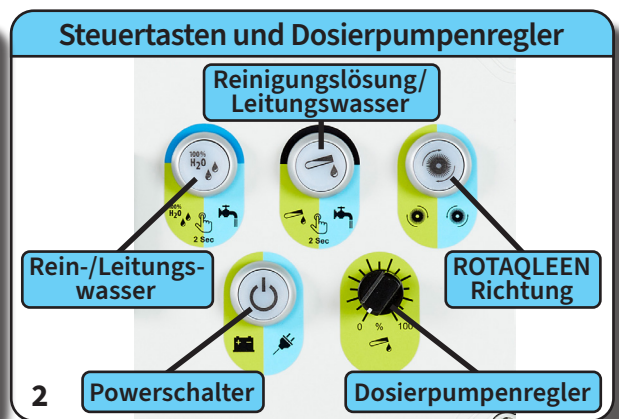 Steuertasten und Dosierpumpenregler
Reinigungslösung/
Leitungswasser
100%
H₂O
100%
H₂O
2 Sec
2 Sec
Rein-/Leitungs-
wasser
ROTAQLEEN
Richtung
0 % 100
2
Powerschalter
Dosierpumpenregler